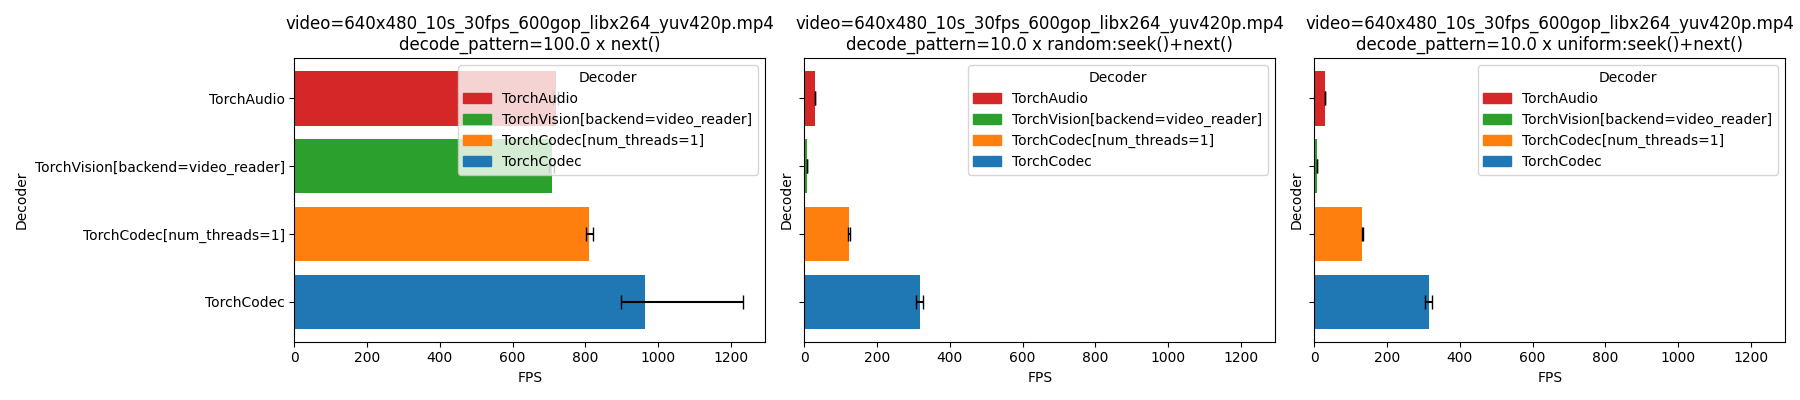 video=640x480_10s_30fps_600gop_libx264_yuv420p.mp4
decode_pattern=100.0 x next()
Decoder
TorchAudio
TorchVision[backend=video_reader]
TorchCodec[num_threads=1]
TorchCodec
Decoder
TorchAudio
TorchVision[backend=video_reader]
TorchCodec[num_threads=1]
TorchCodec
0 200 400 600 800 1000 1200
FPS
video=640x480_10s_30fps_600gop_libx264_yuv420p.mp4
decode_pattern=10.0 x random:seek()+next()
Decoder
Decoder
TorchAudio
TorchVision[backend=video_reader]
TorchCodec[num_threads=1]
TorchCodec
0 200 400 600 800 1000 1200
FPS
video=640x480_10s_30fps_600gop_libx264_yuv420p.mp4
decode_pattern=10.0 x uniform:seek()+next()
Decoder
Decoder
TorchAudio
TorchVision[backend=video_reader]
TorchCodec[num_threads=1]
TorchCodec
0 200 400 600 800 1000 1200
FPS